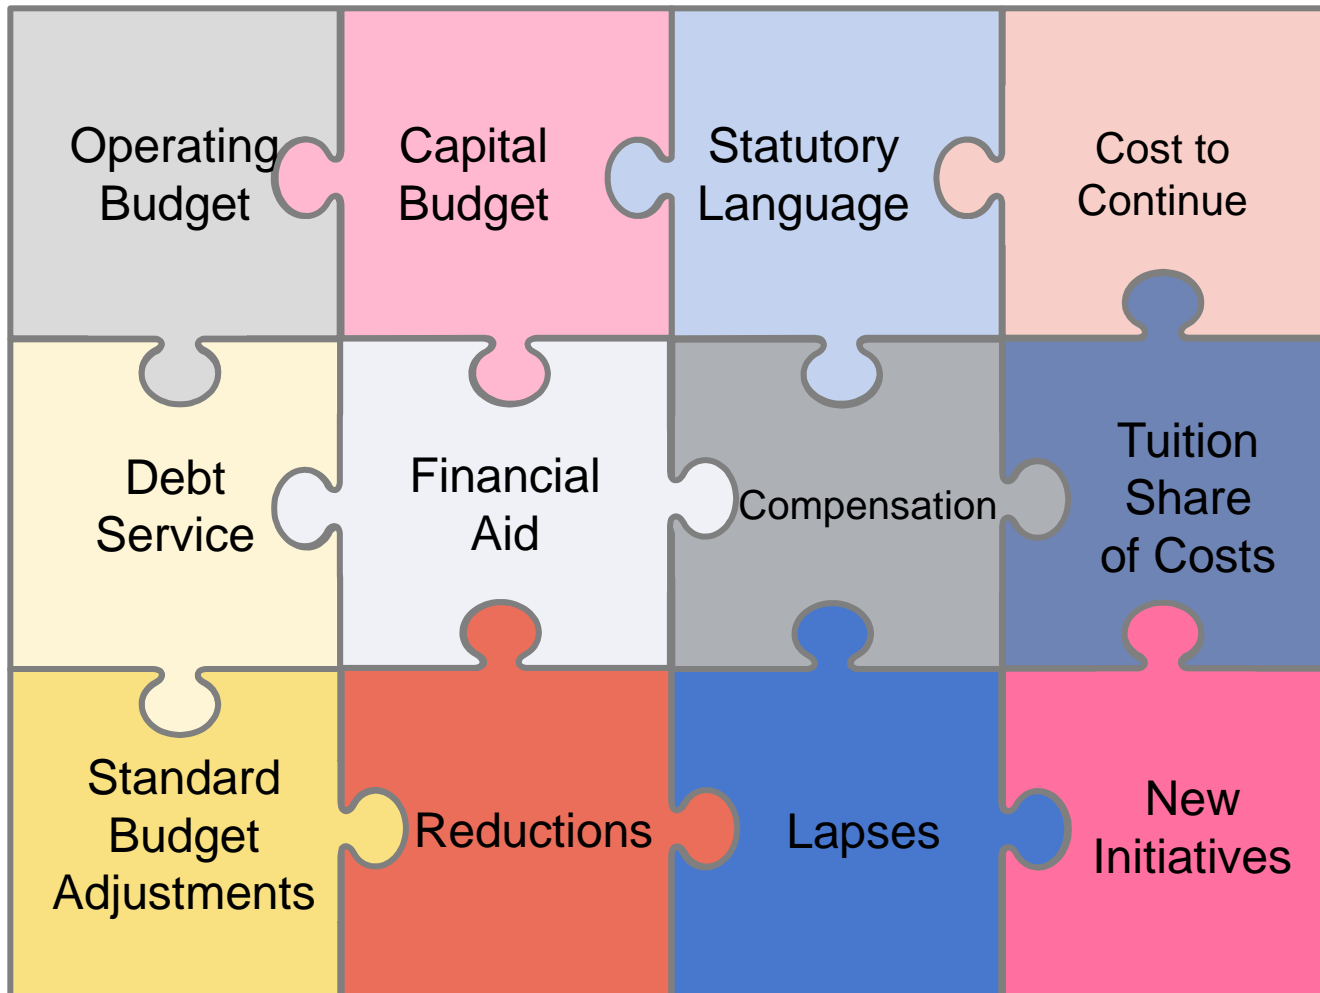 Operating
Budget
Capital
Budget
Statutory
Language
Cost to
Continue
Debt
Service
Financial
Aid
Compensation
Tuition
Share
of Costs
Standard
Budget
Adjustments
Reductions
Lapses
New
Initiatives